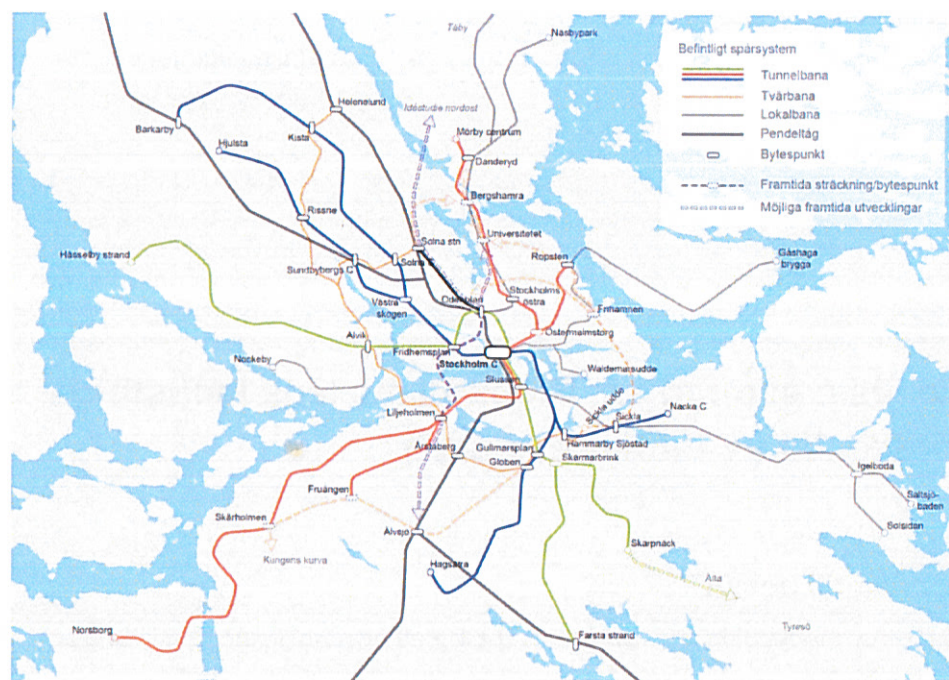 Täby
Näsbypark
Befintligt spårsystem
Tunnelbana
Tvärbana
Lokalbana
Pendeltåg
Bytespunkt
Framtida sträckning/bytespunkt
Möjliga framtida utvecklingar
Helenelund
Idéstudie nordost
Barkarby
Kista
Hjulsta
Mörby centrum
Danderyd
Bergshamra
Rissne
Universitetet
Solna stn
Hässelby strand
Ropsten
Gåshaga
brygga
Sundbybergs C
Solna C
Västra
skogen
Odenplan
Stockholms
östra
Frihamnen
Alvik
Östermalmstorg
Fridhemsplan
Stockholm C
Nockeby
Waldemarsudde
Slussen
Liljeholmen
Sickla udde
Sickla
Nacka C
Årstaberg
Gullmarsplan
Hammarby Sjöstad
Globen
Skärmarbrink
Igelboda
Fruängen
Saltsjö-
baden
Solsidan
Skärholmen
Älvsjö
Kungens kurva
Skarpnäck
Hagsätra
Älta
Norsborg
Tyresö
Farsta strand